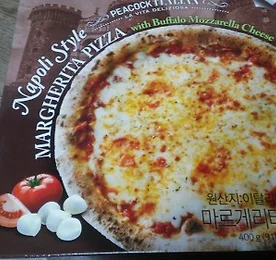 PEACOCK ITALIAN
LA VITA DELIZIOSA
Napoli Style
MARGHERITA PIZZA
with Buffalo Mozzarella Cheese
원산지:이탈리
마르게리
400 g